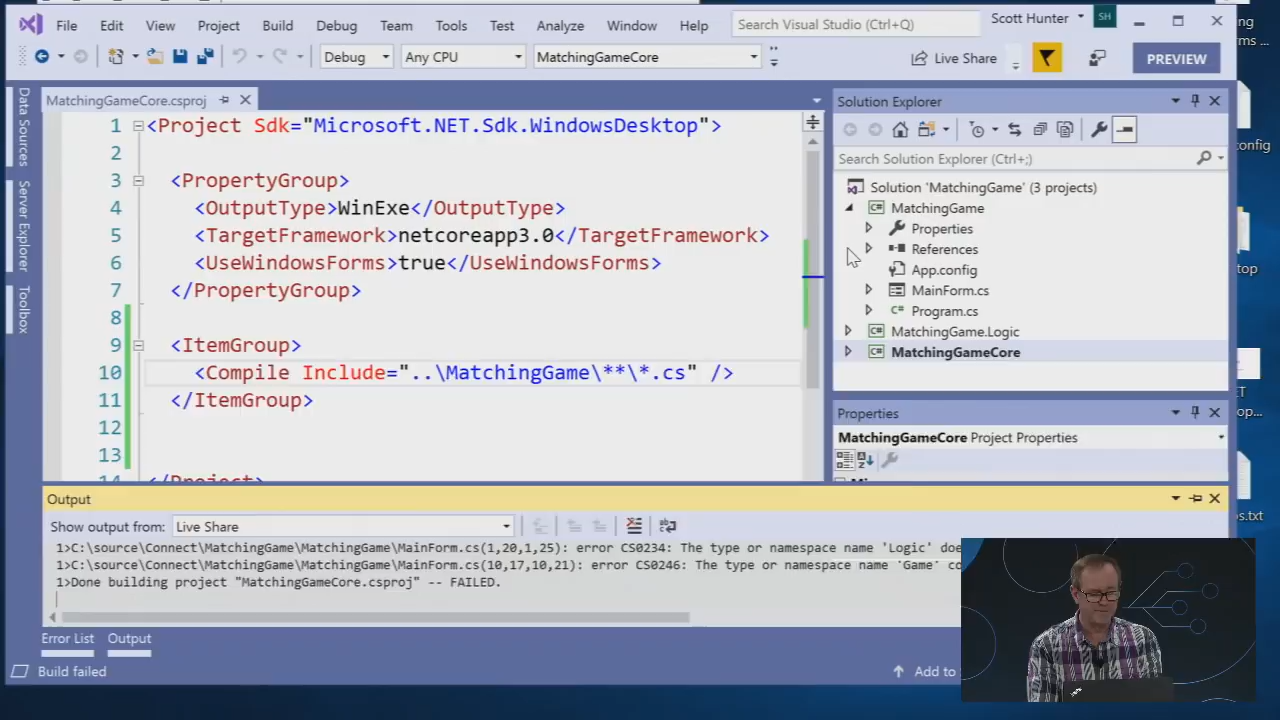 File Edit View Project Build Debug Team Tools Test Analyze Window Help Search Visual Studio (Ctrl+Q) Scott Hunter SH
Debug Any CPU MatchingGameCore Live Share PREVIEW
Data Sources
Server Explorer
Toolbox
MatchingGameCore.csproj
1 <Project Sdk="Microsoft.NET.Sdk.WindowsDesktop">
2
3 <PropertyGroup>
4 <OutputType>WinExe</OutputType>
5 <TargetFramework>netcoreapp3.0</TargetFramework>
6 <UseWindowsForms>true</UseWindowsForms>
7 </PropertyGroup>
8
9 <ItemGroup>
10 <Compile Include="..\MatchingGame\**\*.cs" />
11 </ItemGroup>
12
13
14 </Project>
Solution Explorer
Search Solution Explorer (Ctrl+;)
Solution 'MatchingGame' (3 projects)
MatchingGame
Properties
References
App.config
MainForm.cs
Program.cs
MatchingGame.Logic
MatchingGameCore
Properties
MatchingGameCore Project Properties
Output
Show output from: Live Share
1>C:\source\Connect\MatchingGame\MatchingGame\MainForm.cs(1,20,1,25): error CS0234: The type or namespace name 'Logic' doe
1>C:\source\Connect\MatchingGame\MatchingGame\MainForm.cs(10,17,10,21): error CS0246: The type or namespace name 'Game' co
1>Done building project "MatchingGameCore.csproj" -- FAILED.
Error List Output
Build failed Add to